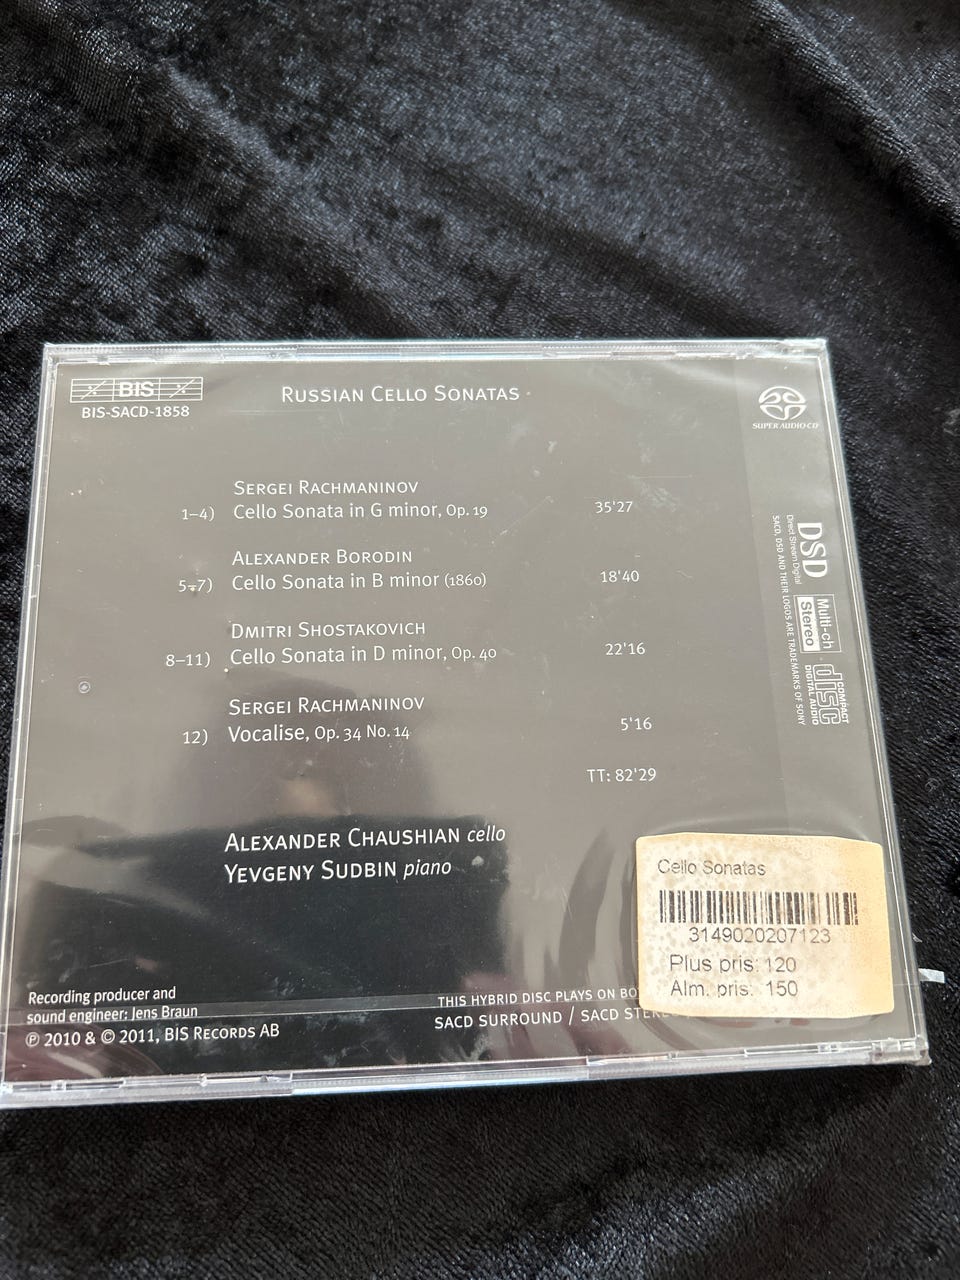 BIS
BIS-SACD-1858
RUSSIAN CELLO SONATAS
SUPER AUDIO CD
SERGEI RACHMANINOV
1–4) Cello Sonata in G minor, Op. 19 35'27
ALEXANDER BORODIN
5–7) Cello Sonata in B minor (1860) 18'40
DMITRI SHOSTAKOVICH
8–11) Cello Sonata in D minor, Op. 40 22'16
SERGEI RACHMANINOV
12) Vocalise, Op. 34 No. 14 5'16
TT: 82'29
ALEXANDER CHAUSHIAN cello
YEVGENY SUDBIN piano
DSD
Direct Stream Digital
SACD, DSD AND THEIR LOGOS ARE TRADEMARKS OF SONY
Multi-ch
Stereo
COMPACT
disc
DIGITAL AUDIO
Cello Sonatas
3149020207123
Plus pris: 120
Alm. pris: 150
Recording producer and
sound engineer: Jens Braun
℗ 2010 & © 2011, BIS RECORDS AB
THIS HYBRID DISC PLAYS ON
SACD SURROUND / SACD